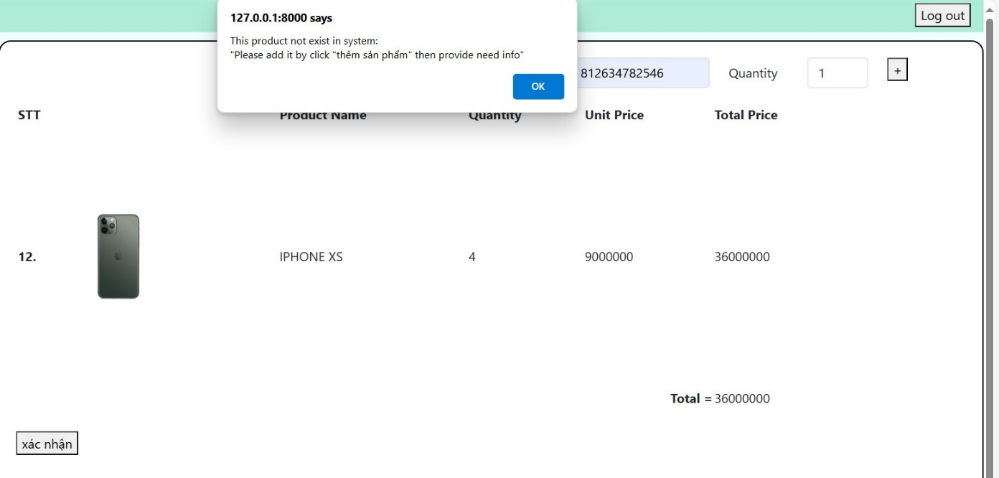 127.0.0.1:8000 says
Log out
This product not exist in system:
"Please add it by click "thêm sản phẩm" then provide need info"
OK
812634782546 Quantity 1 +
STT Product Name Quantity Unit Price Total Price
12. IPHONE XS 4 9000000 36000000
Total = 36000000
xác nhận